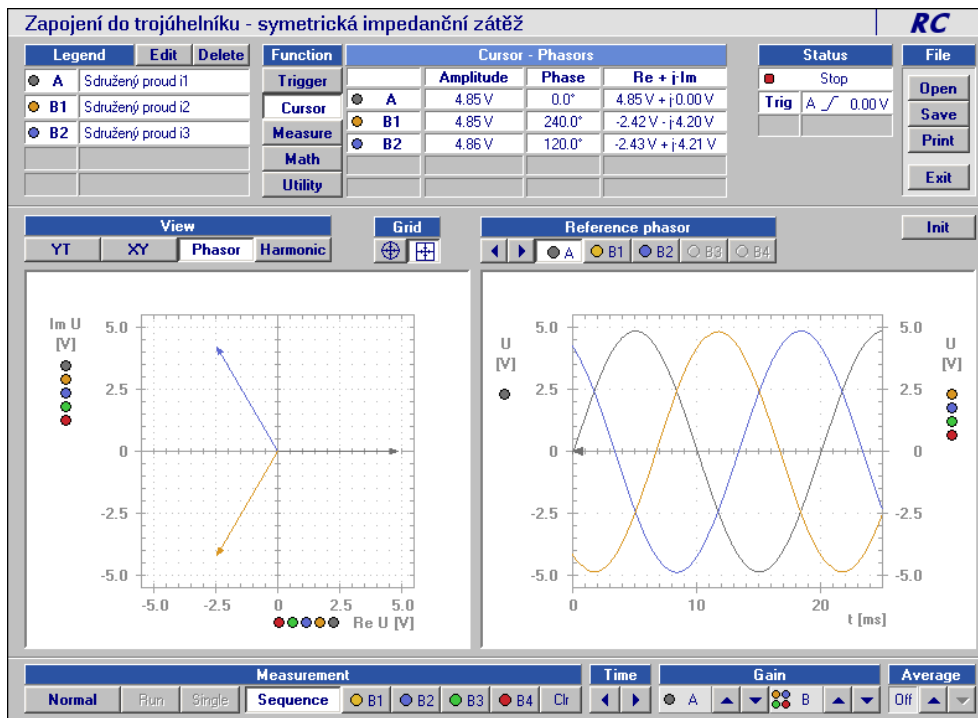 Zapojení do trojúhelníku - symetrická impedanční zátěž
RC
Legend Edit Delete
A Sdružený proud i1
B1 Sdružený proud i2
B2 Sdružený proud i3
Function
Trigger
Cursor
Measure
Math
Utility
Cursor - Phasors
Amplitude Phase Re + j·Im
A 4.85 V 0.0° 4.85 V + j·0.00 V
B1 4.85 V 240.0° -2.42 V - j·4.20 V
B2 4.86 V 120.0° -2.43 V + j·4.21 V
Status
Stop
Trig A 0.00 V
File
Open
Save
Print
Exit
View
YT XY Phasor Harmonic
Grid
Reference phasor
A B1 B2 B3 B4
Init
Im U
[V]
5.0
2.5
0
-2.5
-5.0
-5.0 -2.5 0 2.5 5.0
Re U [V]
U
[V]
5.0
2.5
0
-2.5
-5.0
0 10 20
t [ms]
5.0
2.5
0
-2.5
-5.0
U
[V]
Measurement
Normal Run Single Sequence B1 B2 B3 B4 Clr
Time
Gain
A B
Average
Off